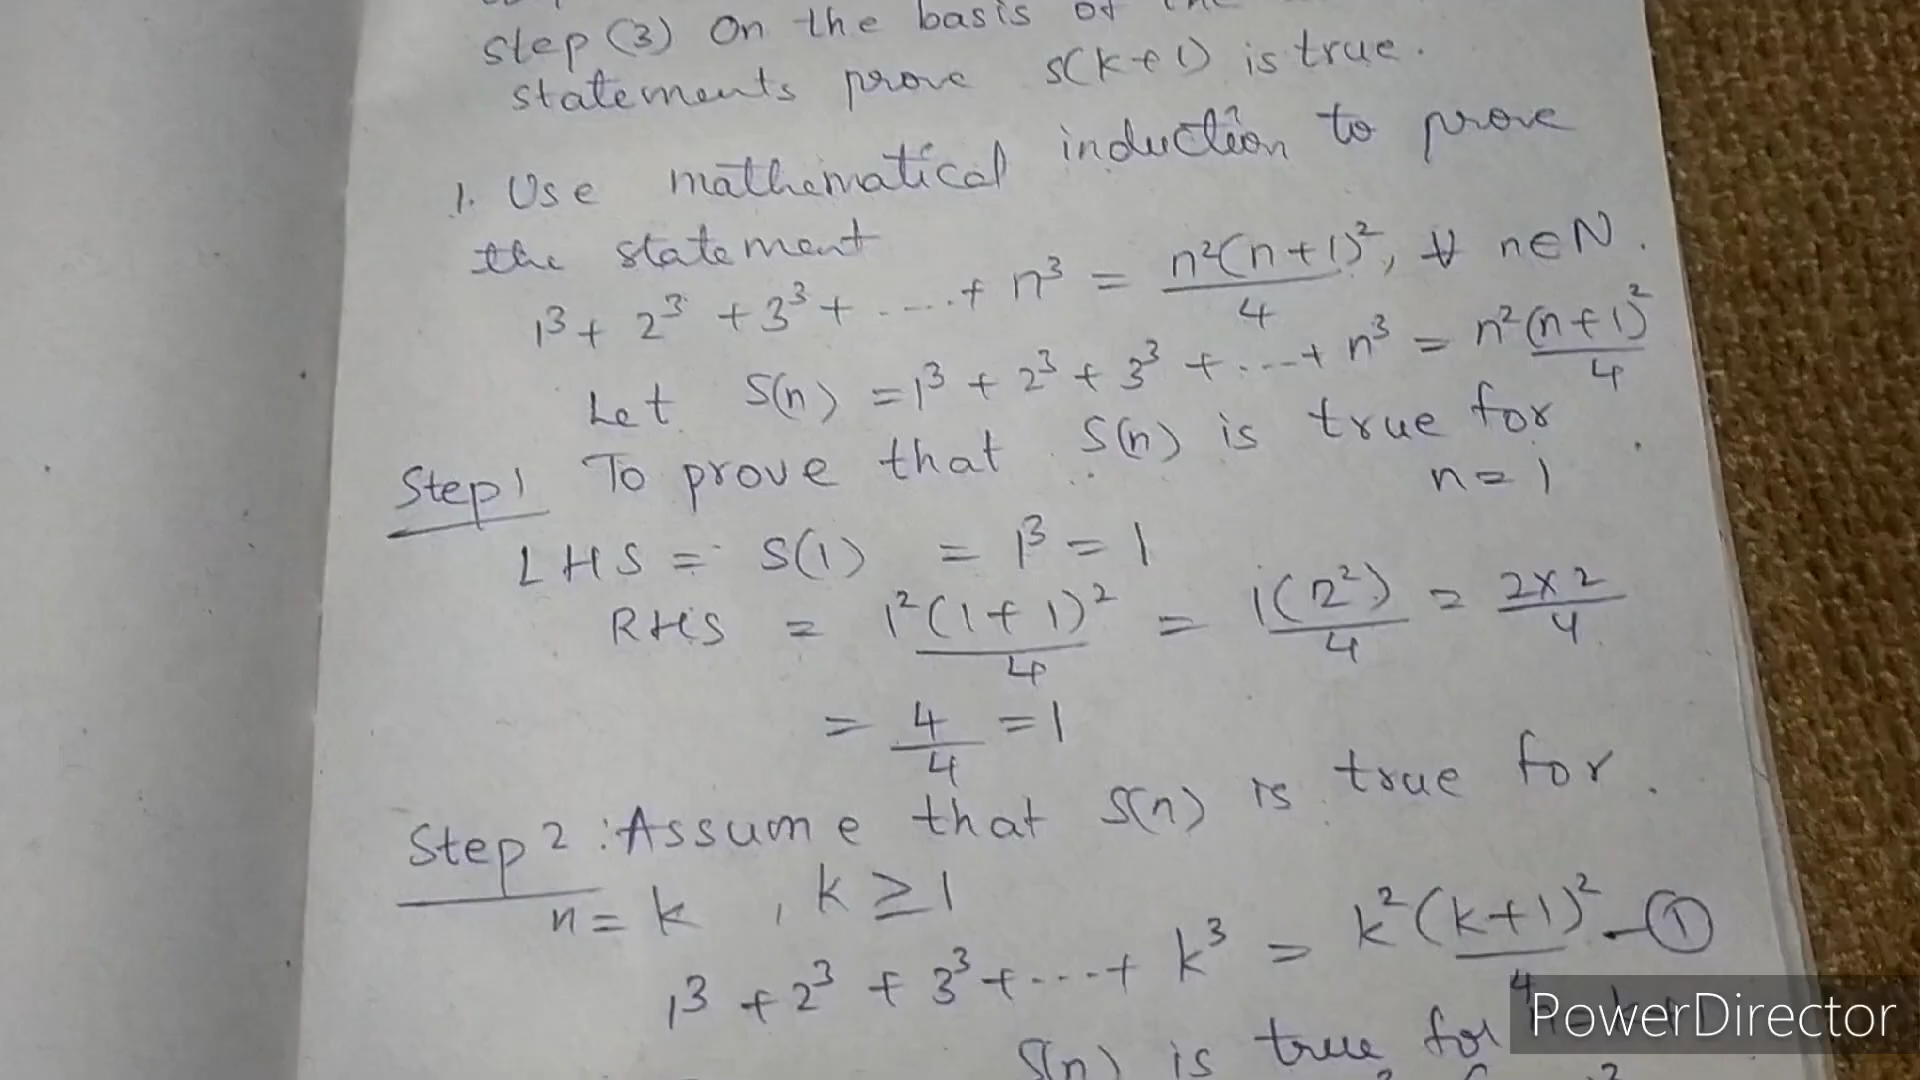 step (3) On the basis of the
statements prove s(k+1) is true.
1. Use mathematical induction to prove
the statement
1³ + 2³ + 3³ + ..... + n³ = n²(n+1)²/4, ∀ n∈N.
Let S(n) = 1³ + 2³ + 3³ + ....+ n³ = n²(n+1)²/4
Step 1 To prove that S(n) is true for
n = 1
LHS = S(1) = 1³ = 1
RHS = 1²(1+1)²/4 = 1(2²)/4 = 2×2/4
= 4/4 = 1
Step 2 : Assume that S(n) is true for.
n = k , k ≥ 1
1³ + 2³ + 3³ + ....+ k³ = k²(k+1)²/4 - ①
S(n) is true for
PowerDirector